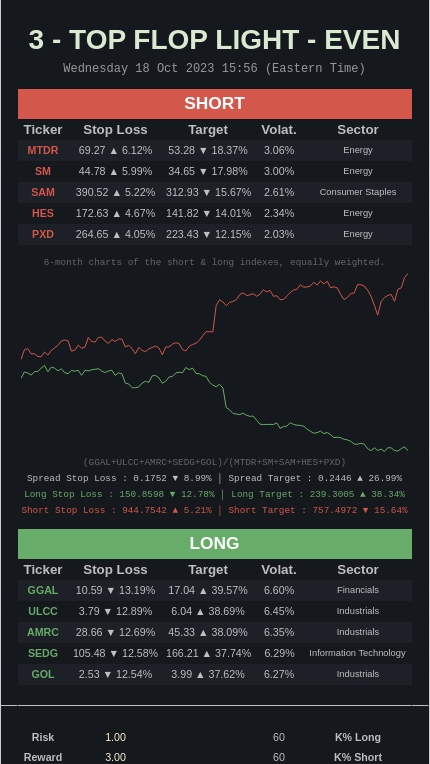 3 - TOP FLOP LIGHT - EVEN
Wednesday 18 Oct 2023 15:56 (Eastern Time)
SHORT
Ticker Stop Loss Target Volat. Sector
MTDR 69.27 ▲ 6.12% 53.28 ▼ 18.37% 3.06% Energy
SM 44.78 ▲ 5.99% 34.65 ▼ 17.98% 3.00% Energy
SAM 390.52 ▲ 5.22% 312.93 ▼ 15.67% 2.61% Consumer Staples
HES 172.63 ▲ 4.67% 141.82 ▼ 14.01% 2.34% Energy
PXD 264.65 ▲ 4.05% 223.43 ▼ 12.15% 2.03% Energy
6-month charts of the short & long indexes, equally weighted.
(GGAL+ULCC+AMRC+SEDG+GOL)/(MTDR+SM+SAM+HES+PXD)
Spread Stop Loss : 0.1752 ▼ 8.99% | Spread Target : 0.2446 ▲ 26.99%
Long Stop Loss : 150.8598 ▼ 12.78% | Long Target : 239.3005 ▲ 38.34%
Short Stop Loss : 944.7542 ▲ 5.21% | Short Target : 757.4972 ▼ 15.64%
LONG
Ticker Stop Loss Target Volat. Sector
GGAL 10.59 ▼ 13.19% 17.04 ▲ 39.57% 6.60% Financials
ULCC 3.79 ▼ 12.89% 6.04 ▲ 38.69% 6.45% Industrials
AMRC 28.66 ▼ 12.69% 45.33 ▲ 38.09% 6.35% Industrials
SEDG 105.48 ▼ 12.58% 166.21 ▲ 37.74% 6.29% Information Technology
GOL 2.53 ▼ 12.54% 3.99 ▲ 37.62% 6.27% Industrials
Risk 1.00 60 K% Long
Reward 3.00 60 K% Short